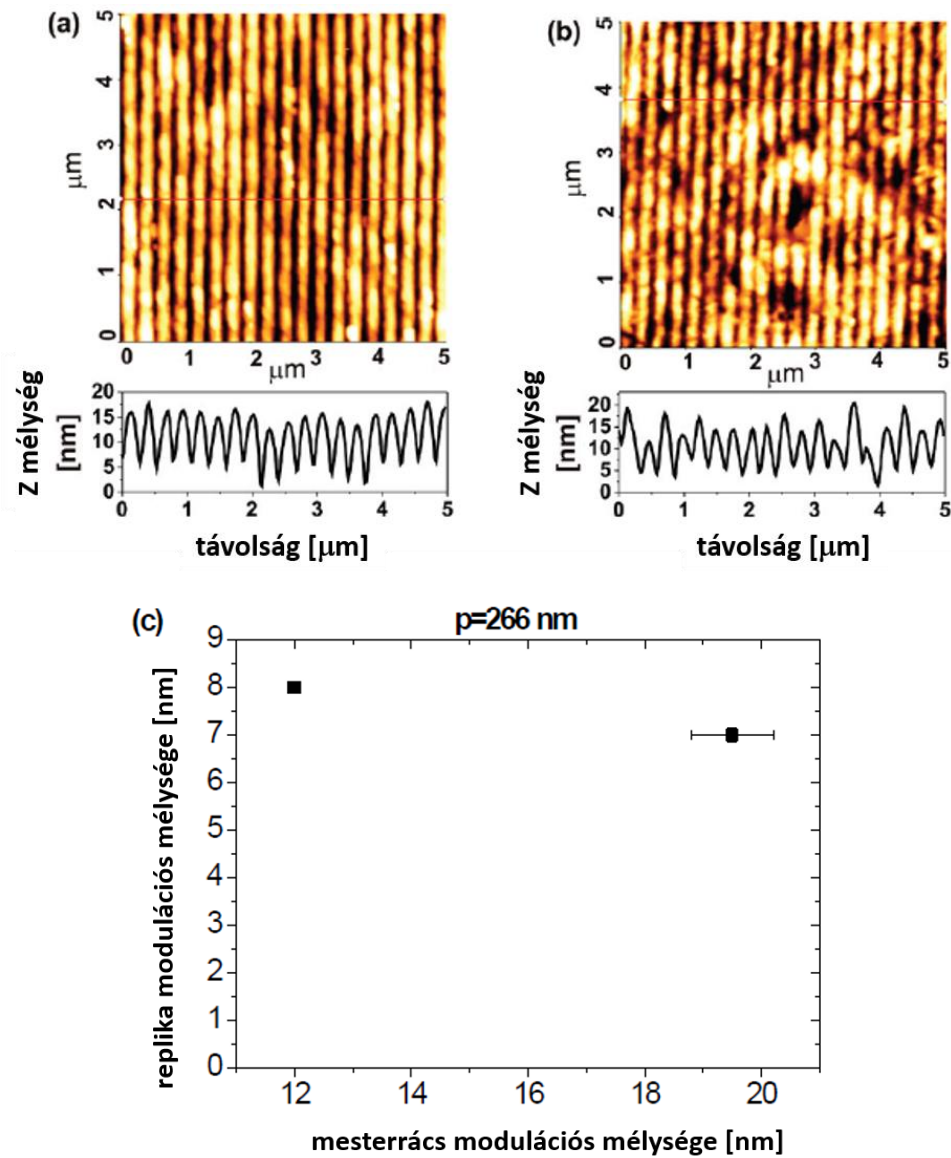 (a)
5
4
3
2
1
0
μm
0 1 2 3 4 5
μm
Z mélység
[nm]
20
15
10
5
0
0 1 2 3 4 5
távolság [μm]
(b)
5
4
3
2
1
0
μm
0 1 2 3 4 5
μm
Z mélység
[nm]
20
15
10
5
0
0 1 2 3 4 5
távolság [μm]
(c)
p=266 nm
replika modulációs mélysége [nm]
9
8
7
6
5
4
3
2
1
0
12 14 16 18 20
mesterrács modulációs mélysége [nm]